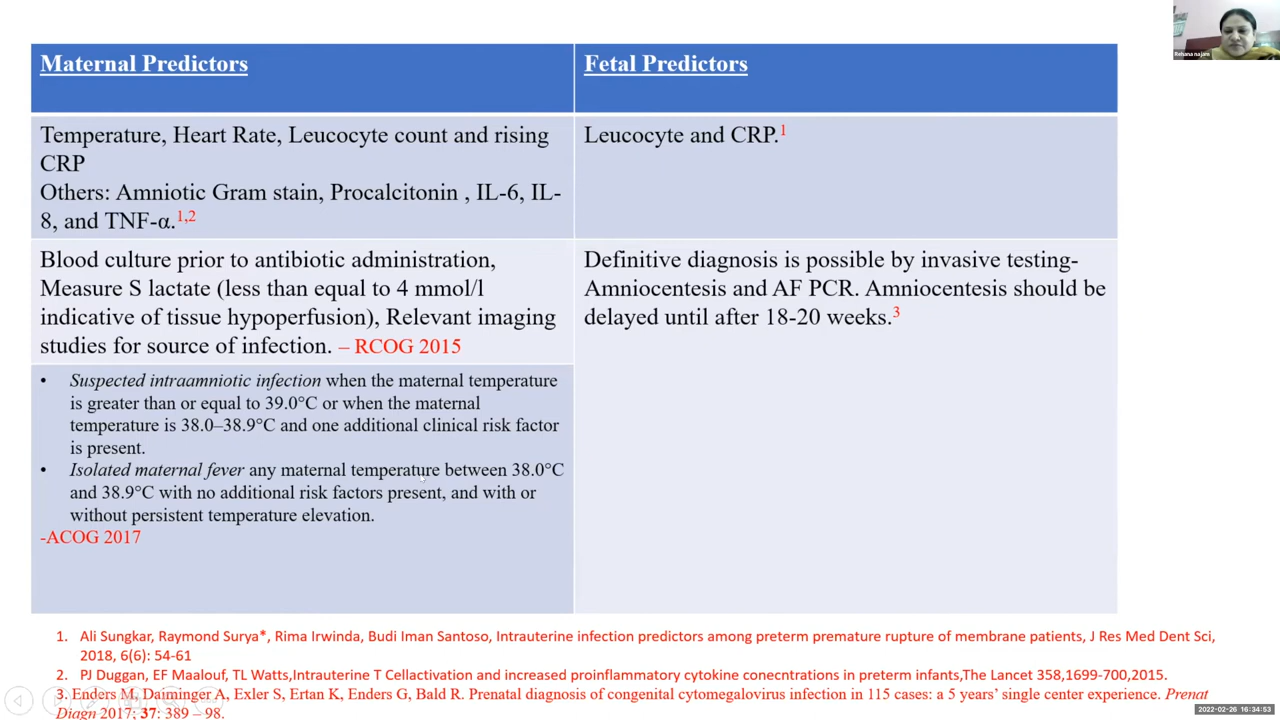 Maternal Predictors
Fetal Predictors
Temperature, Heart Rate, Leucocyte count and rising
CRP
Others: Amniotic Gram stain, Procalcitonin , IL-6, IL-
8, and TNF-α.1,2
Leucocyte and CRP.1
Blood culture prior to antibiotic administration,
Measure S lactate (less than equal to 4 mmol/l
indicative of tissue hypoperfusion), Relevant imaging
studies for source of infection. – RCOG 2015
Definitive diagnosis is possible by invasive testing-
Amniocentesis and AF PCR. Amniocentesis should be
delayed until after 18-20 weeks.3
• Suspected intraamniotic infection when the maternal temperature
is greater than or equal to 39.0°C or when the maternal
temperature is 38.0–38.9°C and one additional clinical risk factor
is present.
• Isolated maternal fever any maternal temperature between 38.0°C
and 38.9°C with no additional risk factors present, and with or
without persistent temperature elevation.
-ACOG 2017
1. Ali Sungkar, Raymond Surya*, Rima Irwinda, Budi Iman Santoso, Intrauterine infection predictors among preterm premature rupture of membrane patients, J Res Med Dent Sci,
2018, 6(6): 54-61
2. PJ Duggan, EF Maalouf, TL Watts,Intrauterine T Cellactivation and increased proinflammatory cytokine conecntrations in preterm infants,The Lancet 358,1699-700,2015.
3. Enders M, Daiminger A, Exler S, Ertan K, Enders G, Bald R. Prenatal diagnosis of congenital cytomegalovirus infection in 115 cases: a 5 years' single center experience. Prenat
Diagn 2017; 37: 389 – 98.
Rehana najam
2022-02-26 16:34:53